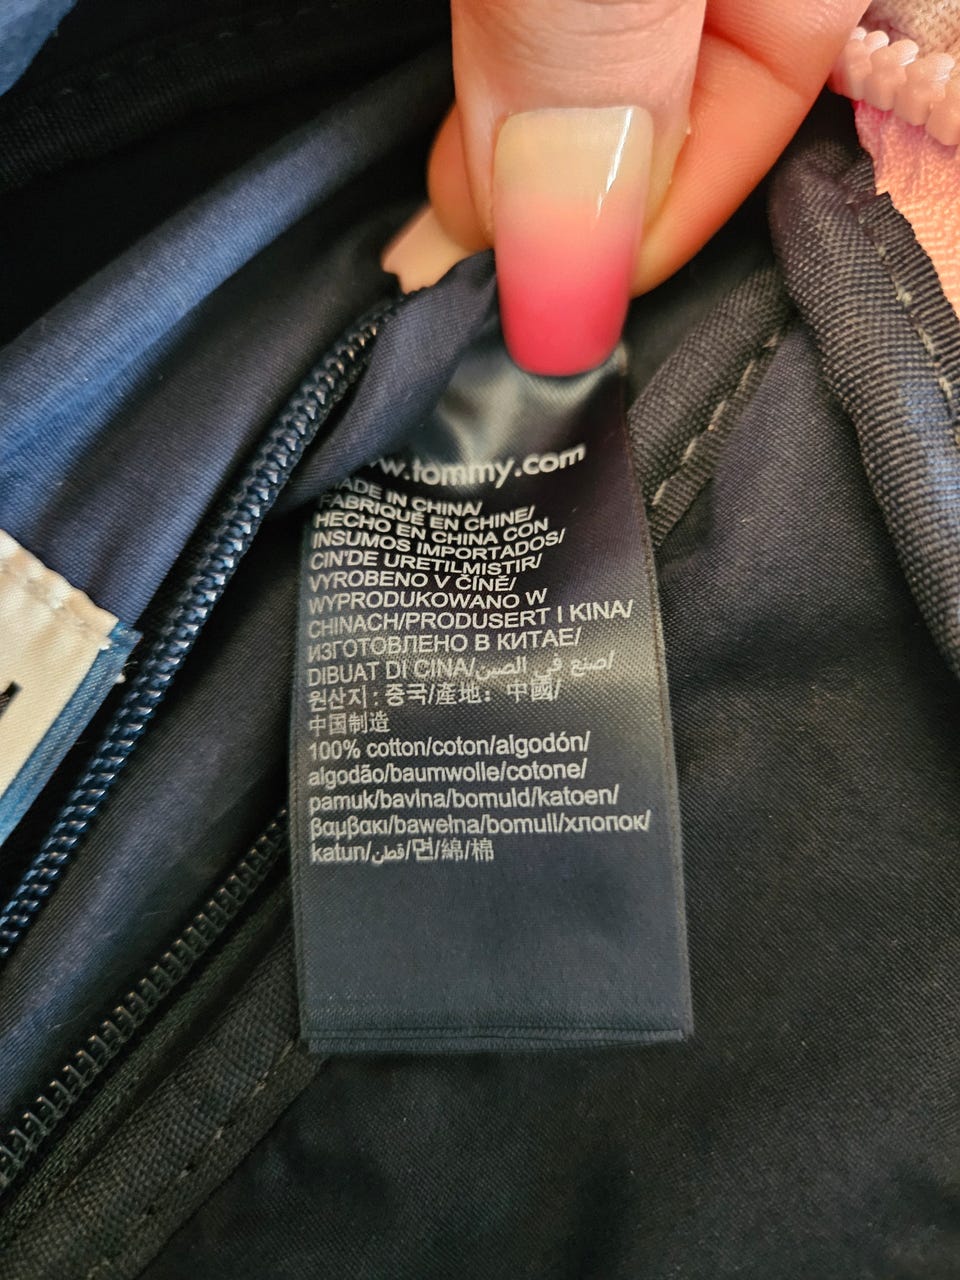 w.tommy.com
MADE IN CHINA/
FABRIQUÉ EN CHINE/
HECHO EN CHINA CON
INSUMOS IMPORTADOS/
CIN'DE URETILMISTIR/
VYROBENO V ČÍNĚ/
WYPRODUKOWANO W
CHINACH/PRODUSERT I KINA/
ИЗГОТОВЛЕНО В КИТАЕ/
DIBUAT DI CINA/صنع في الصين/
원산지 : 중국/產地： 中國/
中国制造
100% cotton/coton/algodón/
algodão/baumwolle/cotone/
pamuk/bavlna/bomuld/katoen/
βαμβακι/bawełna/bomull/хлопок/
katun/قطن/면/綿/棉